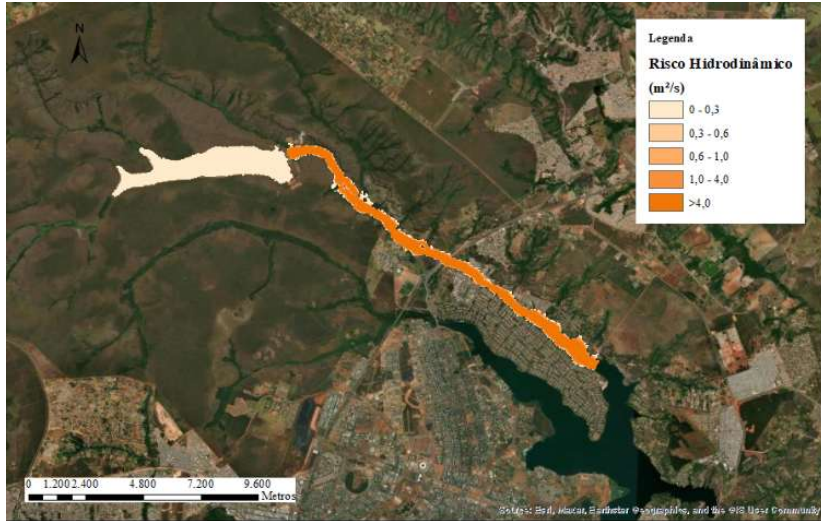 N
Legenda
Risco Hidrodinâmico
(m²/s)
0 - 0,3
0,3 - 0,6
0,6 - 1,0
1,0 - 4,0
>4,0
0 1.200 2.400 4.800 7.200 9.600
Metros
Source: Esri, Maxar, Earthstar Geographics, and the GIS User Community